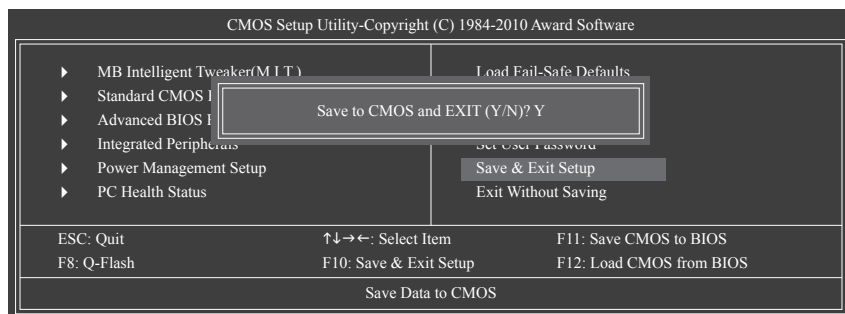 CMOS Setup Utility-Copyright (C) 1984-2010 Award Software
MB Intelligent Tweaker(M.I.T.)
Standard CMOS
Advanced BIOS
Integrated Peripherals
Power Management Setup
PC Health Status
Load Fail-Safe Defaults
Set User Password
Save & Exit Setup
Exit Without Saving
Save to CMOS and EXIT (Y/N)? Y
ESC: Quit ↑↓→←: Select Item F11: Save CMOS to BIOS
F8: Q-Flash F10: Save & Exit Setup F12: Load CMOS from BIOS
Save Data to CMOS